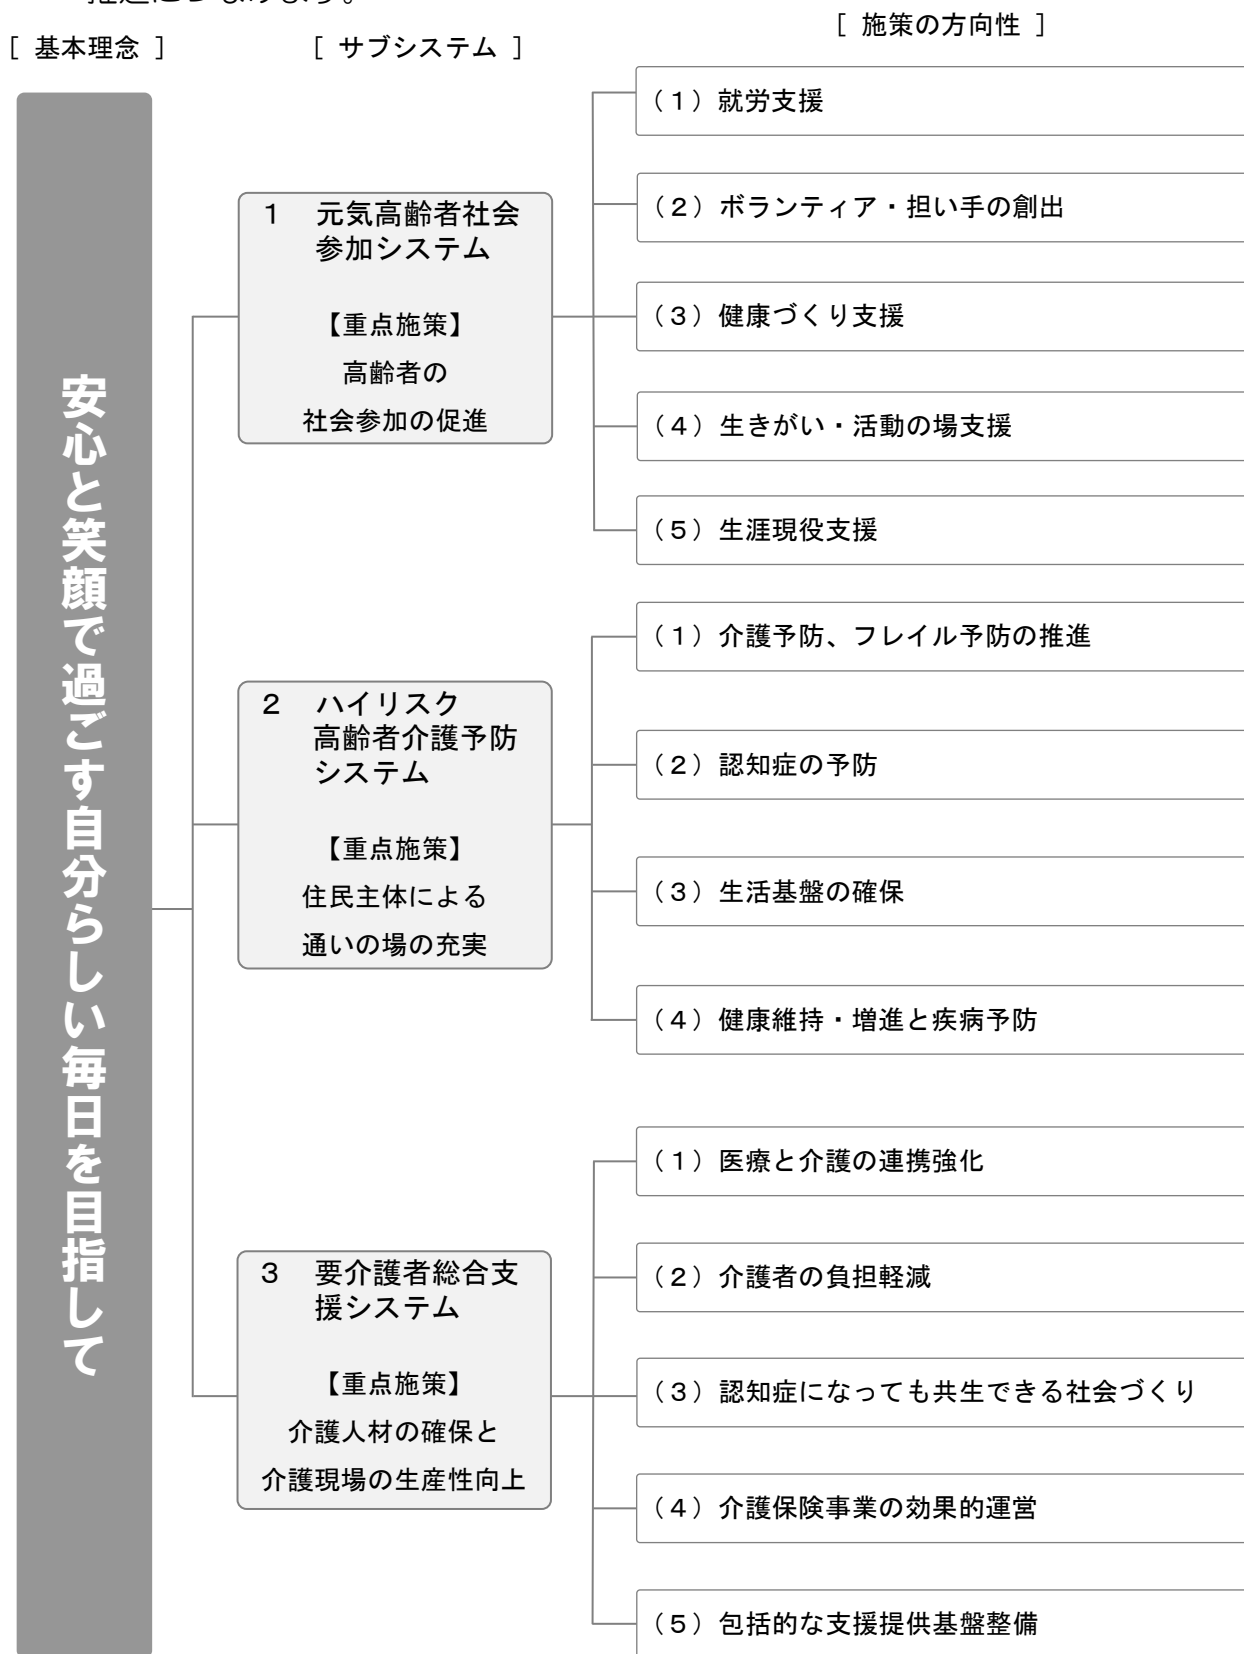 [ 基本理念 ]
[ サブシステム ]
[ 施策の方向性 ]
安心と笑顔で過ごす自分らしい毎日を目指して
1 元気高齢者社会
参加システム
【重点施策】
高齢者の
社会参加の促進
(1)就労支援
(2)ボランティア・担い手の創出
(3)健康づくり支援
(4)生きがい・活動の場支援
(5)生涯現役支援
2 ハイリスク
高齢者介護予防
システム
【重点施策】
住民主体による
通いの場の充実
(1)介護予防、フレイル予防の推進
(2)認知症の予防
(3)生活基盤の確保
(4)健康維持・増進と疾病予防
3 要介護者総合支
援システム
【重点施策】
介護人材の確保と
介護現場の生産性向上
(1)医療と介護の連携強化
(2)介護者の負担軽減
(3)認知症になっても共生できる社会づくり
(4)介護保険事業の効果的運営
(5)包括的な支援提供基盤整備